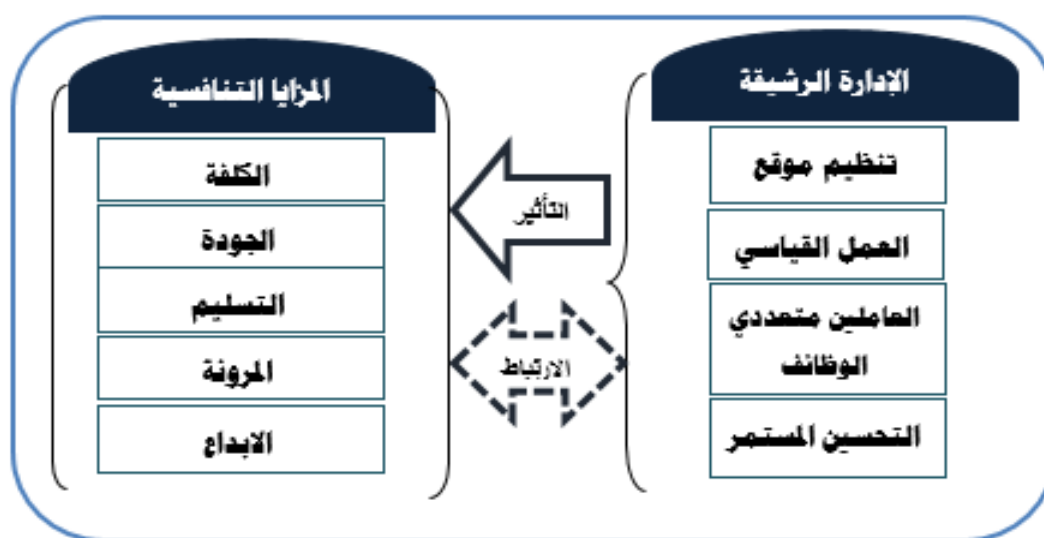 الإدارة الرشيقة
تنظيم موقع
العمل القياسي
العاملين متعددي
الوظائف
التحسين المستمر
التأثير
الارتباط
المزايا التنافسية
الكلفة
الجودة
التسليم
المرونة
الابداع